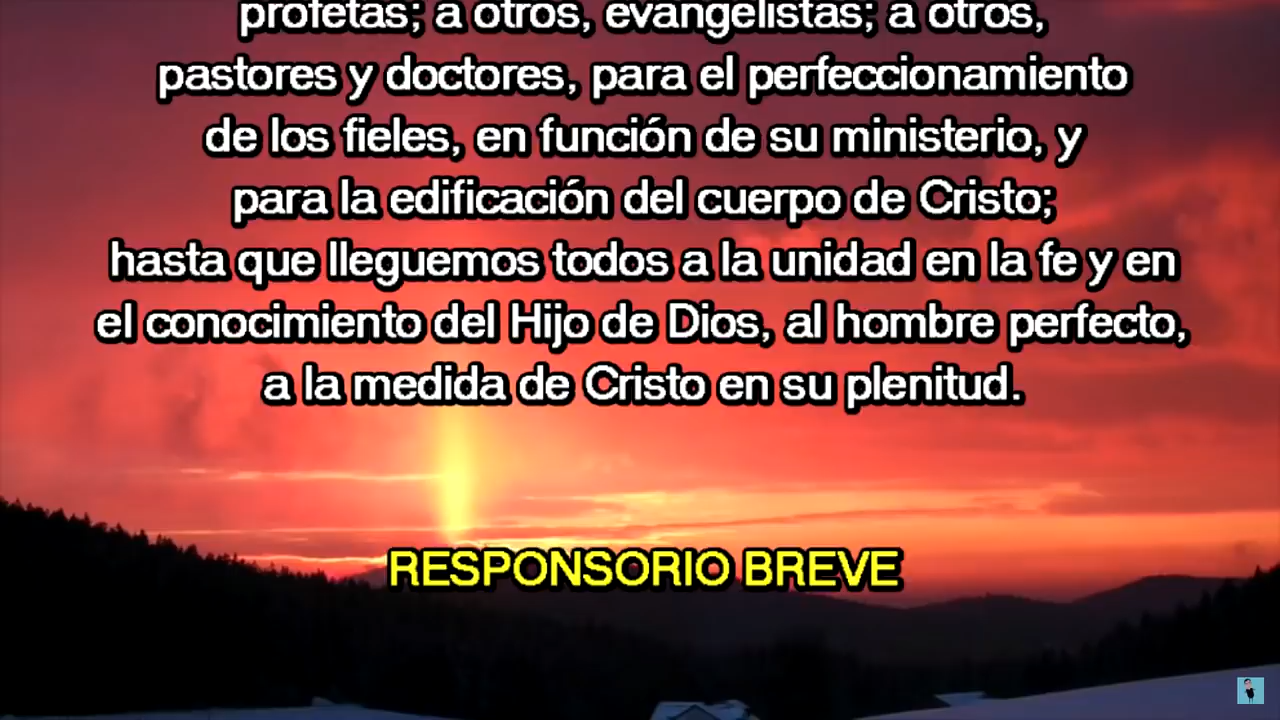 profetas; a otros, evangelistas; a otros,
pastores y doctores, para el perfeccionamiento
de los fieles, en función de su ministerio, y
para la edificación del cuerpo de Cristo;
hasta que lleguemos todos a la unidad en la fe y en
el conocimiento del Hijo de Dios, al hombre perfecto,
a la medida de Cristo en su plenitud.
RESPONSORIO BREVE